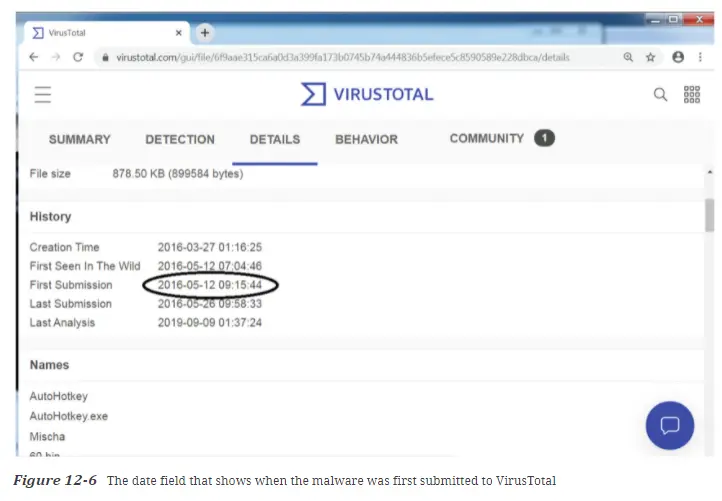 VirusTotal
virustotal.com/gui/file/6f9aae315ca6a0d3a399fa173b0745b74a444836b5efece5c8590589e228dbca/details
VIRUSTOTAL
SUMMARY DETECTION DETAILS BEHAVIOR COMMUNITY 1
File size 878.50 KB (899584 bytes)
History
Creation Time 2016-03-27 01:16:25
First Seen In The Wild 2016-05-12 07:04:46
First Submission 2016-05-12 09:15:44
Last Submission 2016-05-26 09:58:33
Last Analysis 2019-09-09 01:37:24
Names
AutoHotkey
AutoHotkey.exe
Mischa
60.bin
Figure 12-6 The date field that shows when the malware was first submitted to VirusTotal